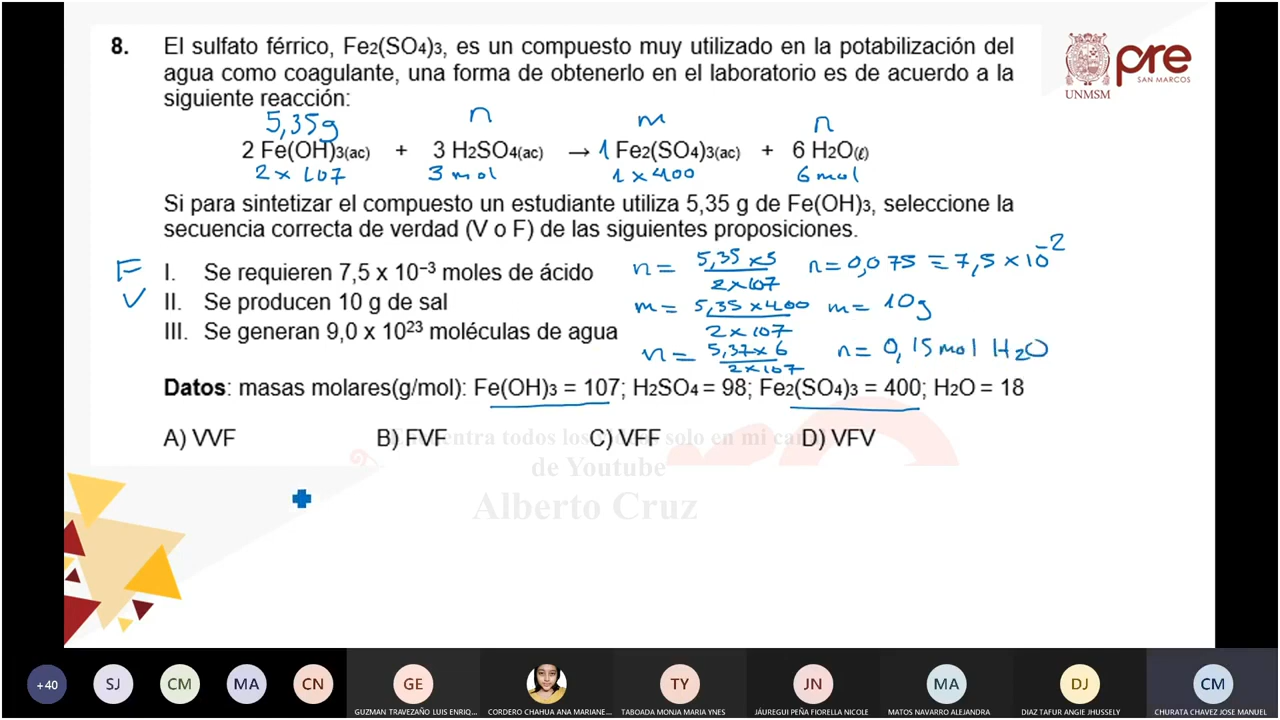 8. El sulfato férrico, Fe2(SO4)3, es un compuesto muy utilizado en la potabilización del
agua como coagulante, una forma de obtenerlo en el laboratorio es de acuerdo a la
siguiente reacción:
pre
SAN MARCOS
UNMSM
5,35g n m n
2 Fe(OH)3(ac) + 3 H2SO4(ac) → 1 Fe2(SO4)3(ac) + 6 H2O(ℓ)
2 x 107 3 mol 1 x 400 6 mol
Si para sintetizar el compuesto un estudiante utiliza 5,35 g de Fe(OH)3, seleccione la
secuencia correcta de verdad (V o F) de las siguientes proposiciones.
F I. Se requieren 7,5 x 10−3 moles de ácido n = 5,35 x 5 / 2 x 107 n = 0,075 = 7,5 x 10−2
V II. Se producen 10 g de sal m = 5,35 x 400 / 2 x 107 m = 10g
III. Se generan 9,0 x 1023 moléculas de agua n = 5,37 x 6 / 2 x 107 n = 0,15 mol H2O
Datos: masas molares(g/mol): Fe(OH)3 = 107; H2SO4 = 98; Fe2(SO4)3 = 400; H2O = 18
A) VVF B) FVF C) VFF D) VFV
de Youtube
Alberto Cruz
+40 SJ CM MA CN GE TY JN MA DJ CM
GUZMAN TREVEZAÑO LUIS ENRIQ... CORDERO CHAHUA ANA MARIANE... TABOADA MONJA MARIA YNES JÁUREGUI PEÑA FIORELLA NICOLE MATOS NAVARRO ALEJANDRA DIAZ TAFUR ANGIE JHUSSELY CHURATA CHAVEZ JOSE MANUEL